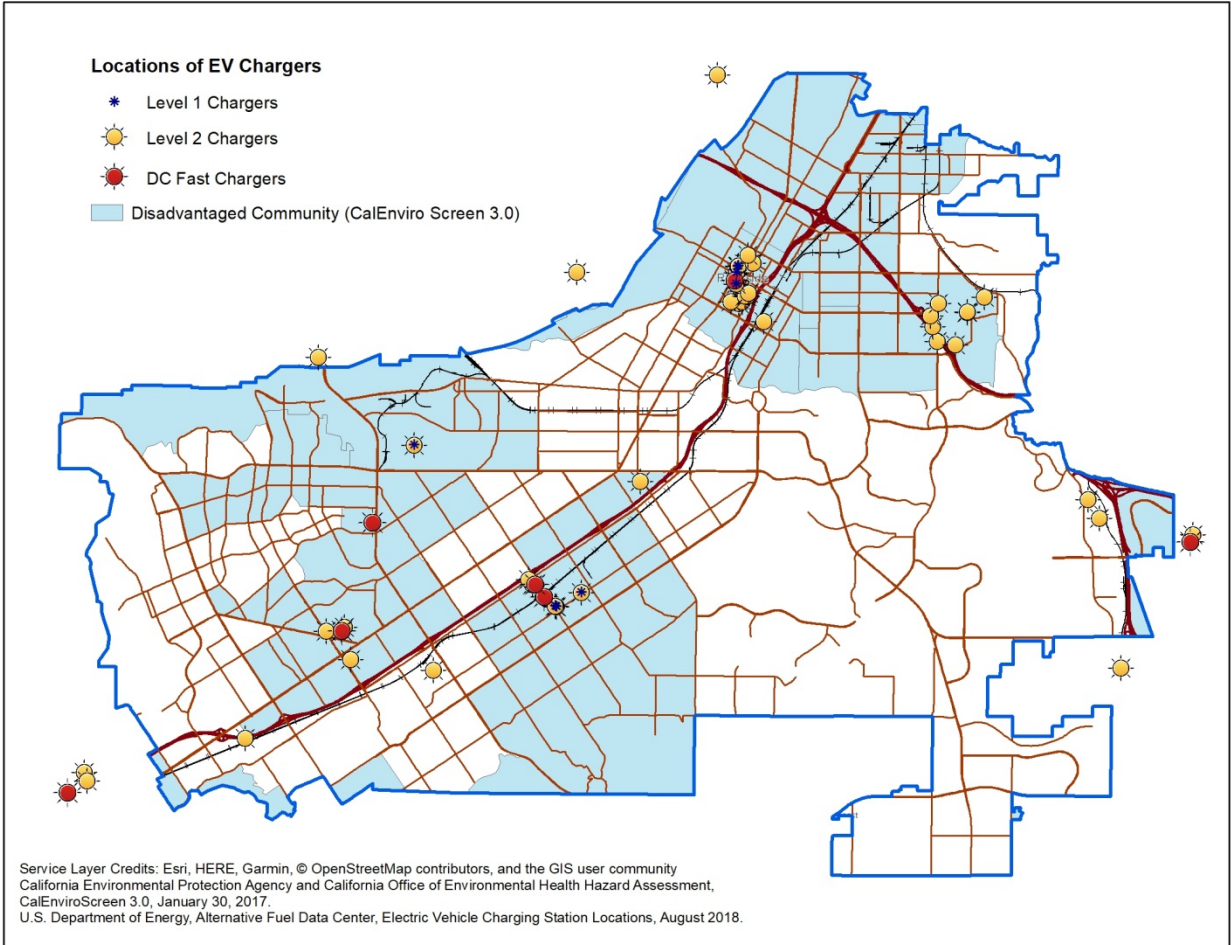 Locations of EV Chargers
Level 1 Chargers
Level 2 Chargers
DC Fast Chargers
Disadvantaged Community (CalEnviro Screen 3.0)
Service Layer Credits: Esri, HERE, Garmin, © OpenStreetMap contributors, and the GIS user community
California Environmental Protection Agency and California Office of Environmental Health Hazard Assessment,
CalEnviroScreen 3.0, January 30, 2017.
U.S. Department of Energy, Alternative Fuel Data Center, Electric Vehicle Charging Station Locations, August 2018.